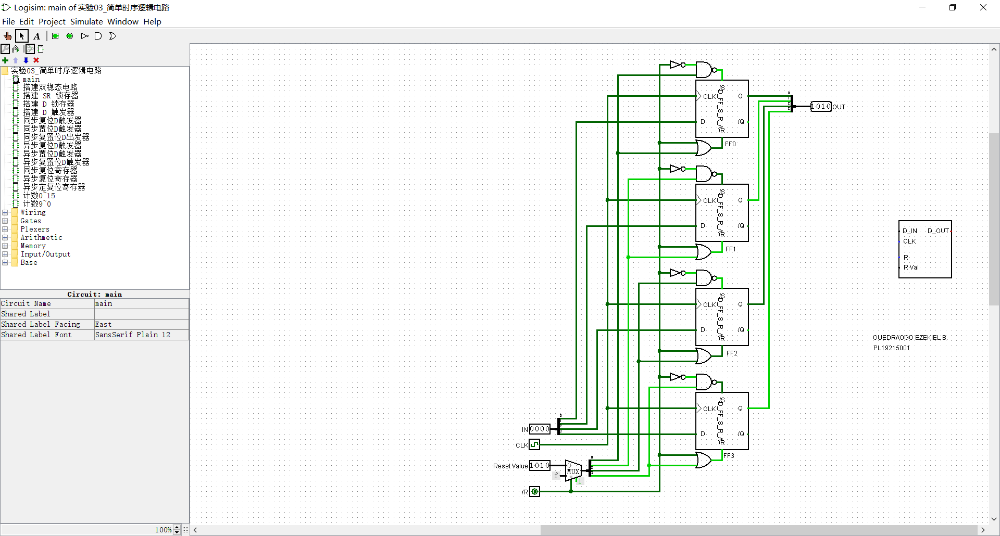 Logisim: main of 实验03_简单时序逻辑电路
File Edit Project Simulate Window Help
A
实验03_简单时序逻辑电路
main
搭建双稳态电路
搭建 SR 锁存器
搭建 D 锁存器
搭建 D 触发器
同步复位D触发器
同步置位D触发器
同步复置位D出发器
异步复位D触发器
异步置位D触发器
异步复置位D触发器
同步复位寄存器
异步复位寄存器
异步定复位寄存器
计数0~15
计数9~0
Wiring
Gates
Plexers
Arithmetic
Memory
Input/Output
Base
Circuit: main
Circuit Name main
Shared Label
Shared Label Facing East
Shared Label Font SansSerif Plain 12
100%
/S
CLK Q
D_FF_S_R_A
D /Q
/R
FF0
1010 OUT
/S
CLK Q
D_FF_S_R_A
D /Q
/R
FF1
/S
CLK Q
D_FF_S_R_A
D /Q
/R
FF2
/S
CLK Q
D_FF_S_R_A
D /Q
/R
FF3
D_IN D_OUT
CLK
R
R Val
OUEDRAOGO EZEKIEL B.
PL19215001
IN 0000
CLK
Reset Value 1010
0
MUX
f
1
/R 0